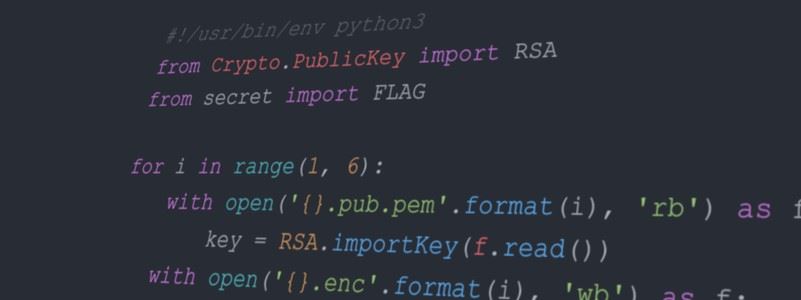 #!/usr/bin/env python3
from Crypto.PublicKey import RSA
from secret import FLAG
for i in range(1, 6):
with open('{}.pub.pem'.format(i), 'rb') as f
key = RSA.importKey(f.read())
with open('{}.enc'.format(i), 'wb') as f: